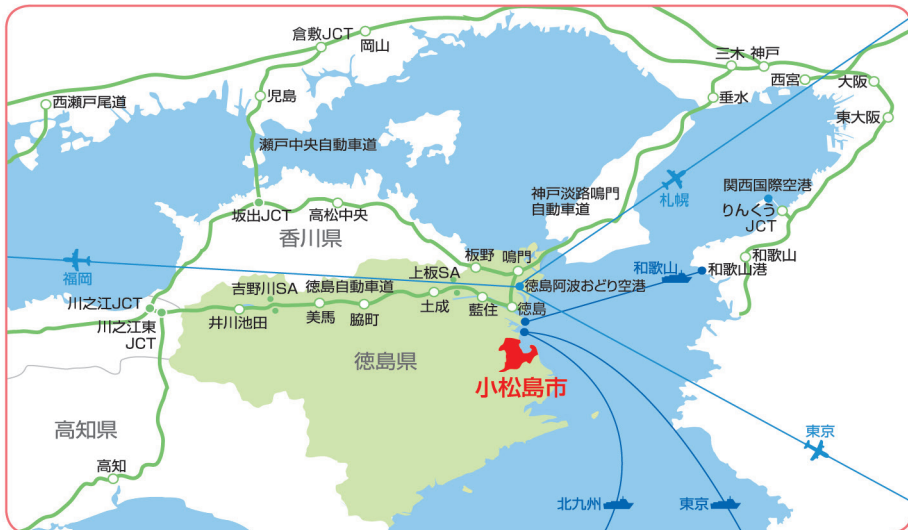 倉敷JCT
岡山
三木
神戸
西宮
大阪
西瀬戸尾道
児島
垂水
東大阪
瀬戸中央自動車道
神戸淡路鳴門
自動車道
札幌
関西国際空港
りんくう
JCT
坂出JCT
高松中央
香川県
福岡
板野
鳴門
和歌山
和歌山港
和歌山
上板SA
徳島阿波おどり空港
吉野川SA
徳島自動車道
川之江JCT
川之江東
JCT
井川池田
美馬
脇町
土成
藍住
徳島
徳島県
小松島市
高知県
高知
東京
北九州
東京